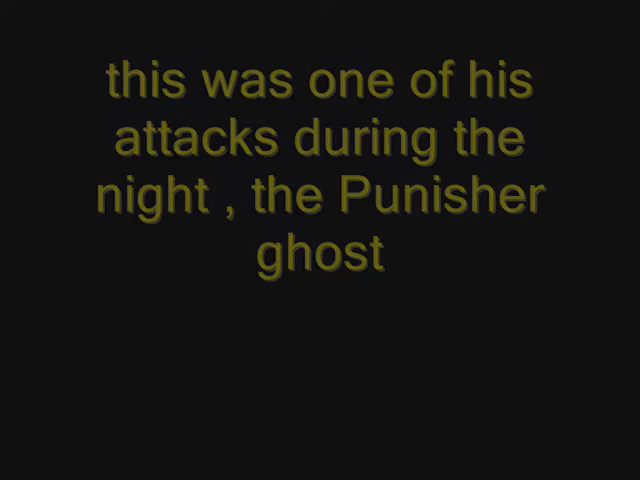 this was one of his
attacks during the
night , the Punisher
ghost